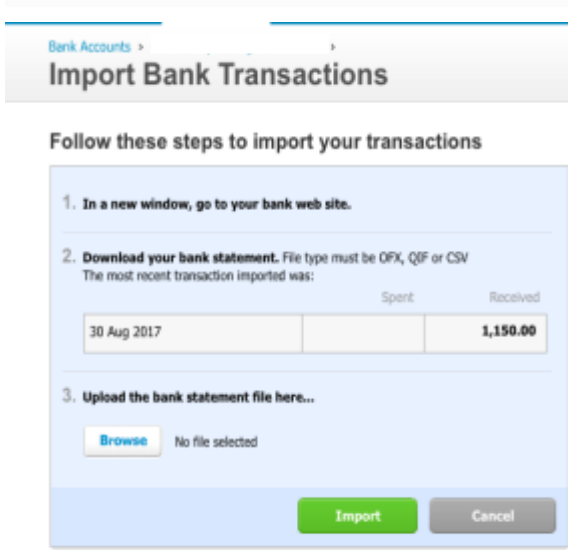 Bank Accounts › ›
Import Bank Transactions
Follow these steps to import your transactions
1. In a new window, go to your bank web site.
2. Download your bank statement. File type must be OFX, QIF or CSV
The most recent transaction imported was:
Spent Received
30 Aug 2017 1,150.00
3. Upload the bank statement file here...
Browse No file selected
Import Cancel